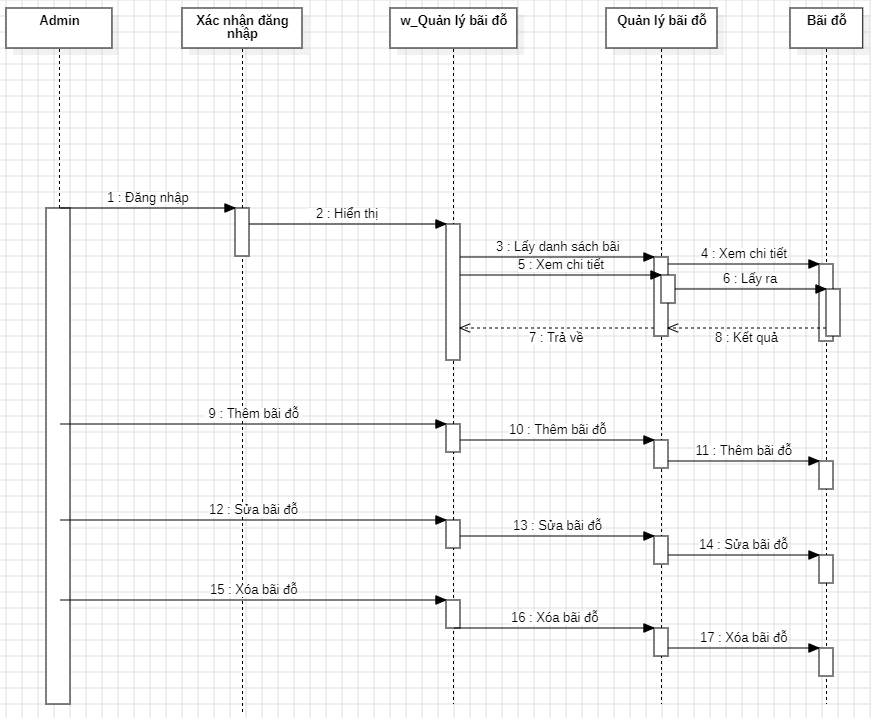 Admin
Xác nhận đăng
nhập
w_Quản lý bãi đỗ
Quản lý bãi đỗ
Bãi đỗ
1 : Đăng nhập
2 : Hiển thị
3 : Lấy danh sách bãi
4 : Xem chi tiết
5 : Xem chi tiết
6 : Lấy ra
7 : Trả về
8 : Kết quả
9 : Thêm bãi đỗ
10 : Thêm bãi đỗ
11 : Thêm bãi đỗ
12 : Sửa bãi đỗ
13 : Sửa bãi đỗ
14 : Sửa bãi đỗ
15 : Xóa bãi đỗ
16 : Xóa bãi đỗ
17 : Xóa bãi đỗ